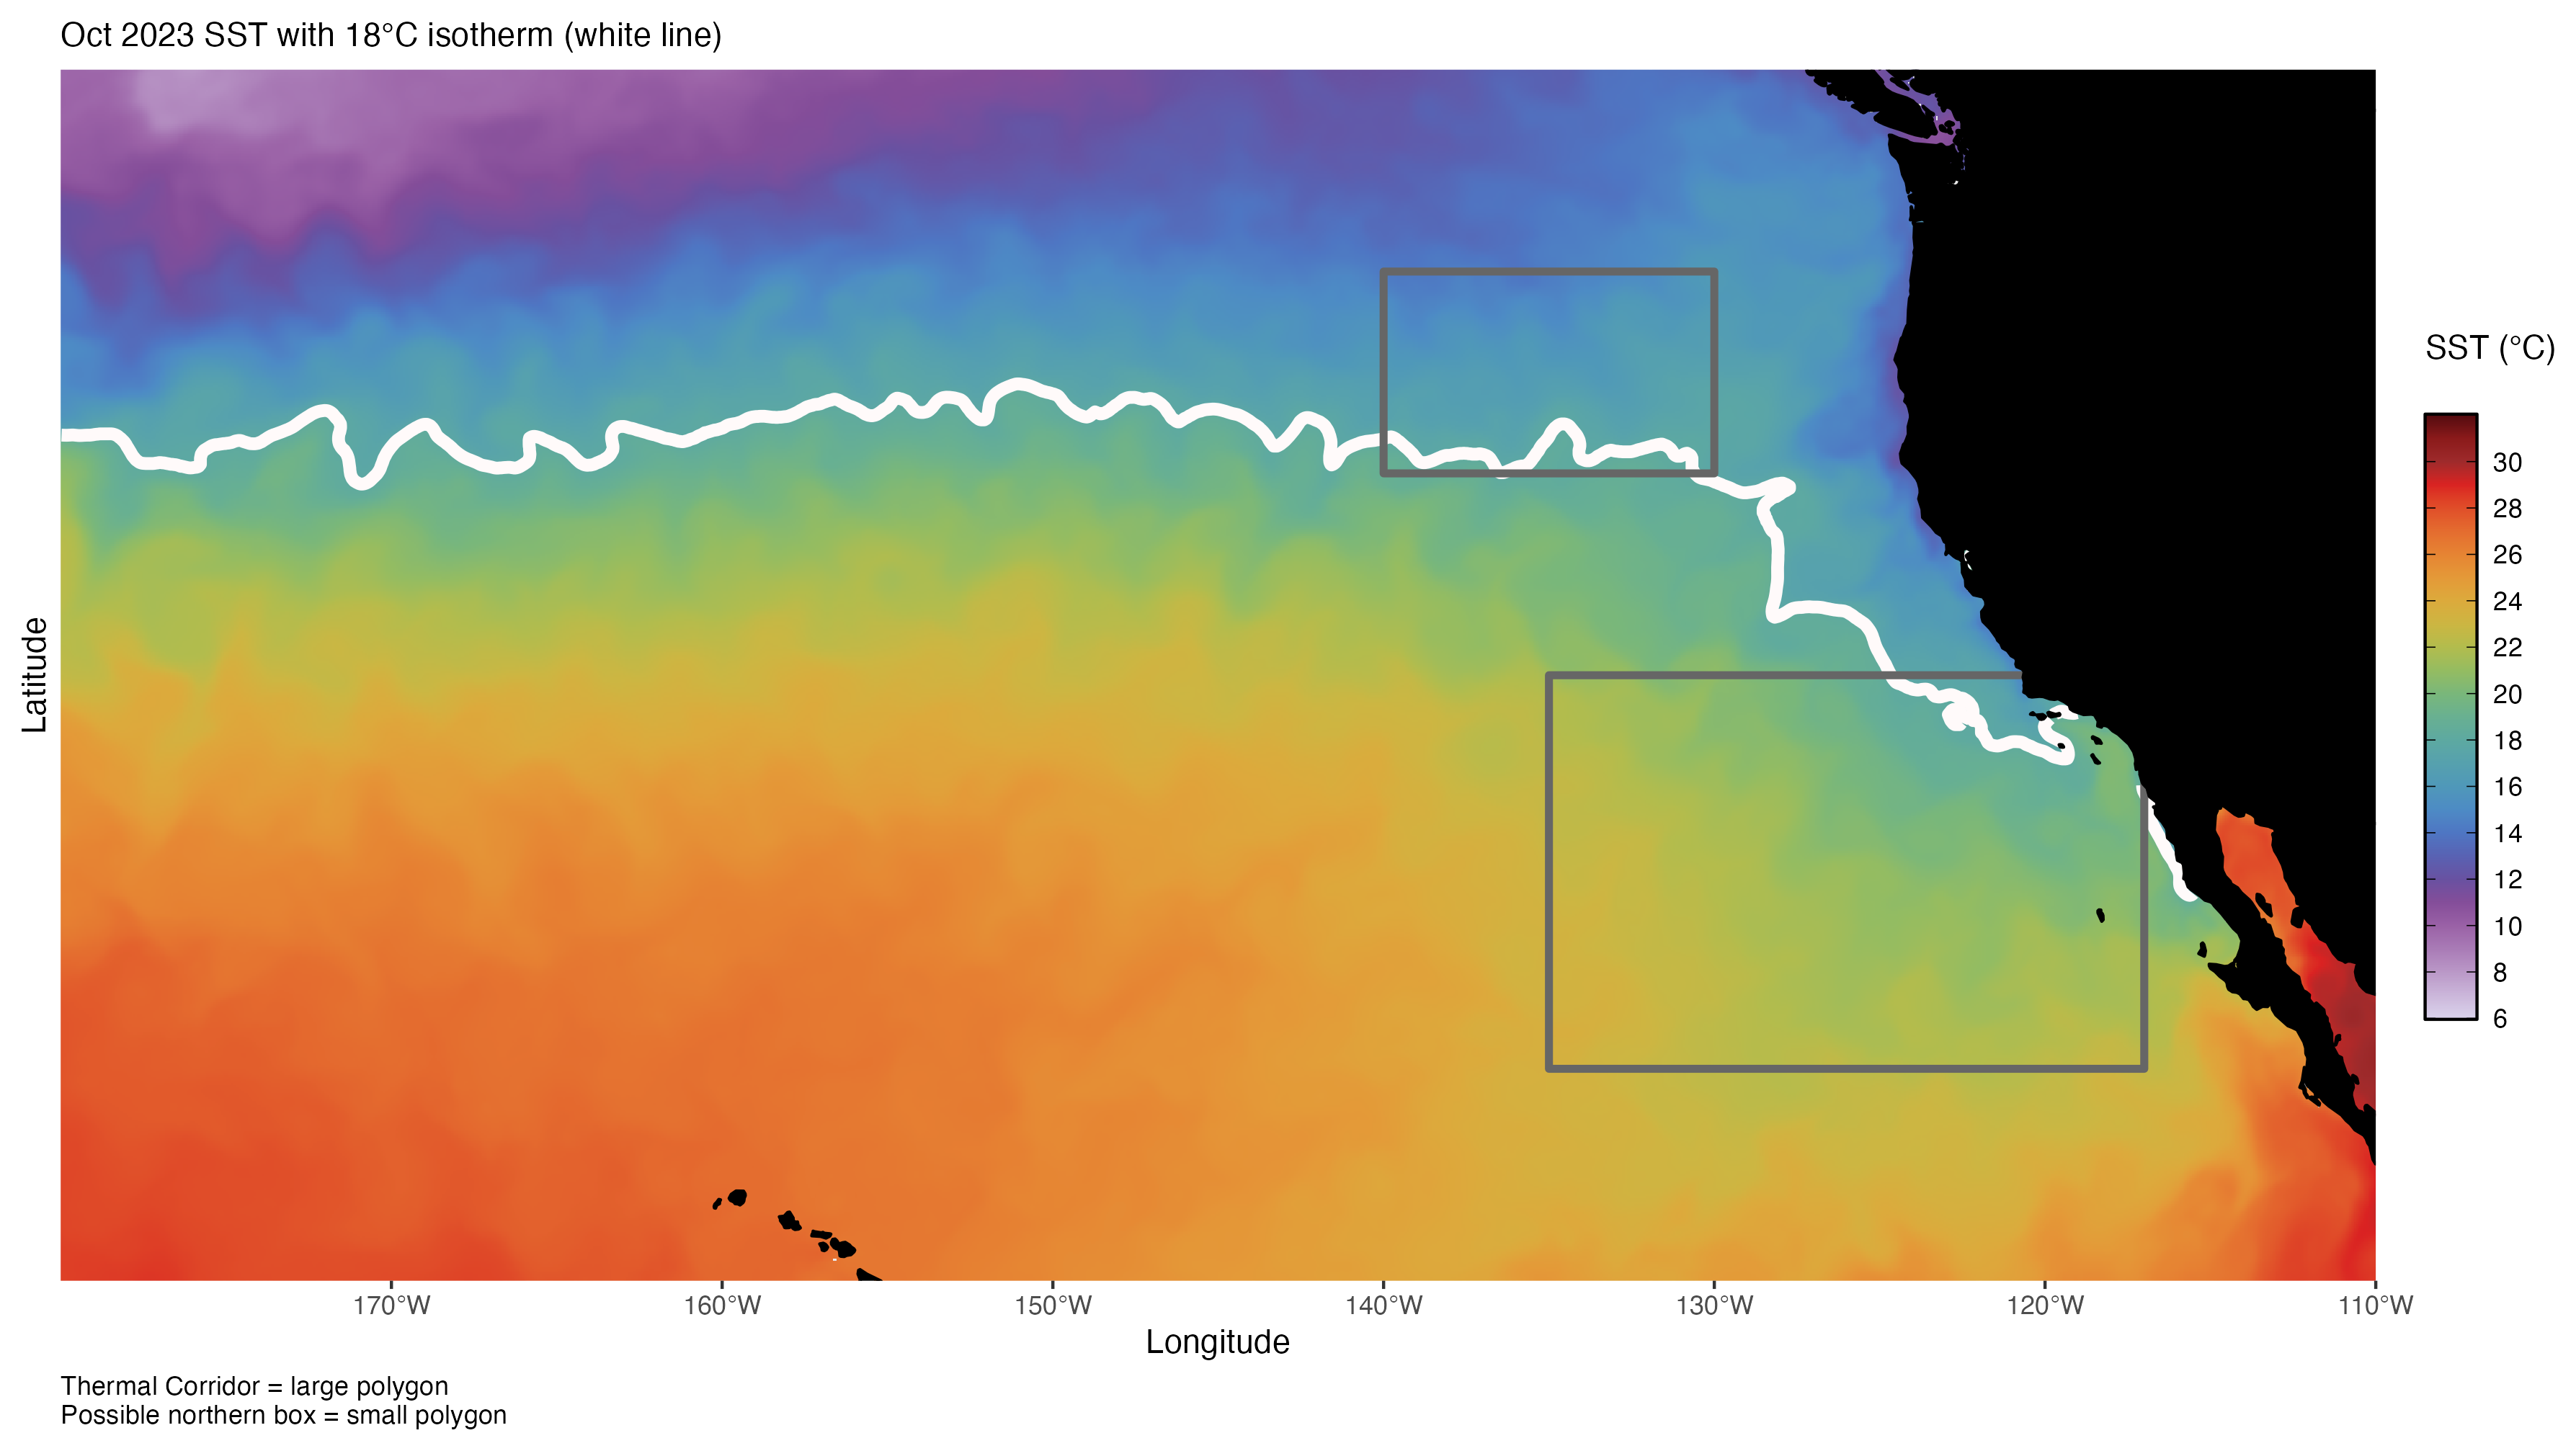 Oct 2023 SST with 18°C isotherm (white line)
SST (°C)
30
28
26
24
22
20
18
16
14
12
10
8
6
Latitude
170°W
160°W
150°W
140°W
130°W
120°W
110°W
Longitude
Thermal Corridor = large polygon
Possible northern box = small polygon